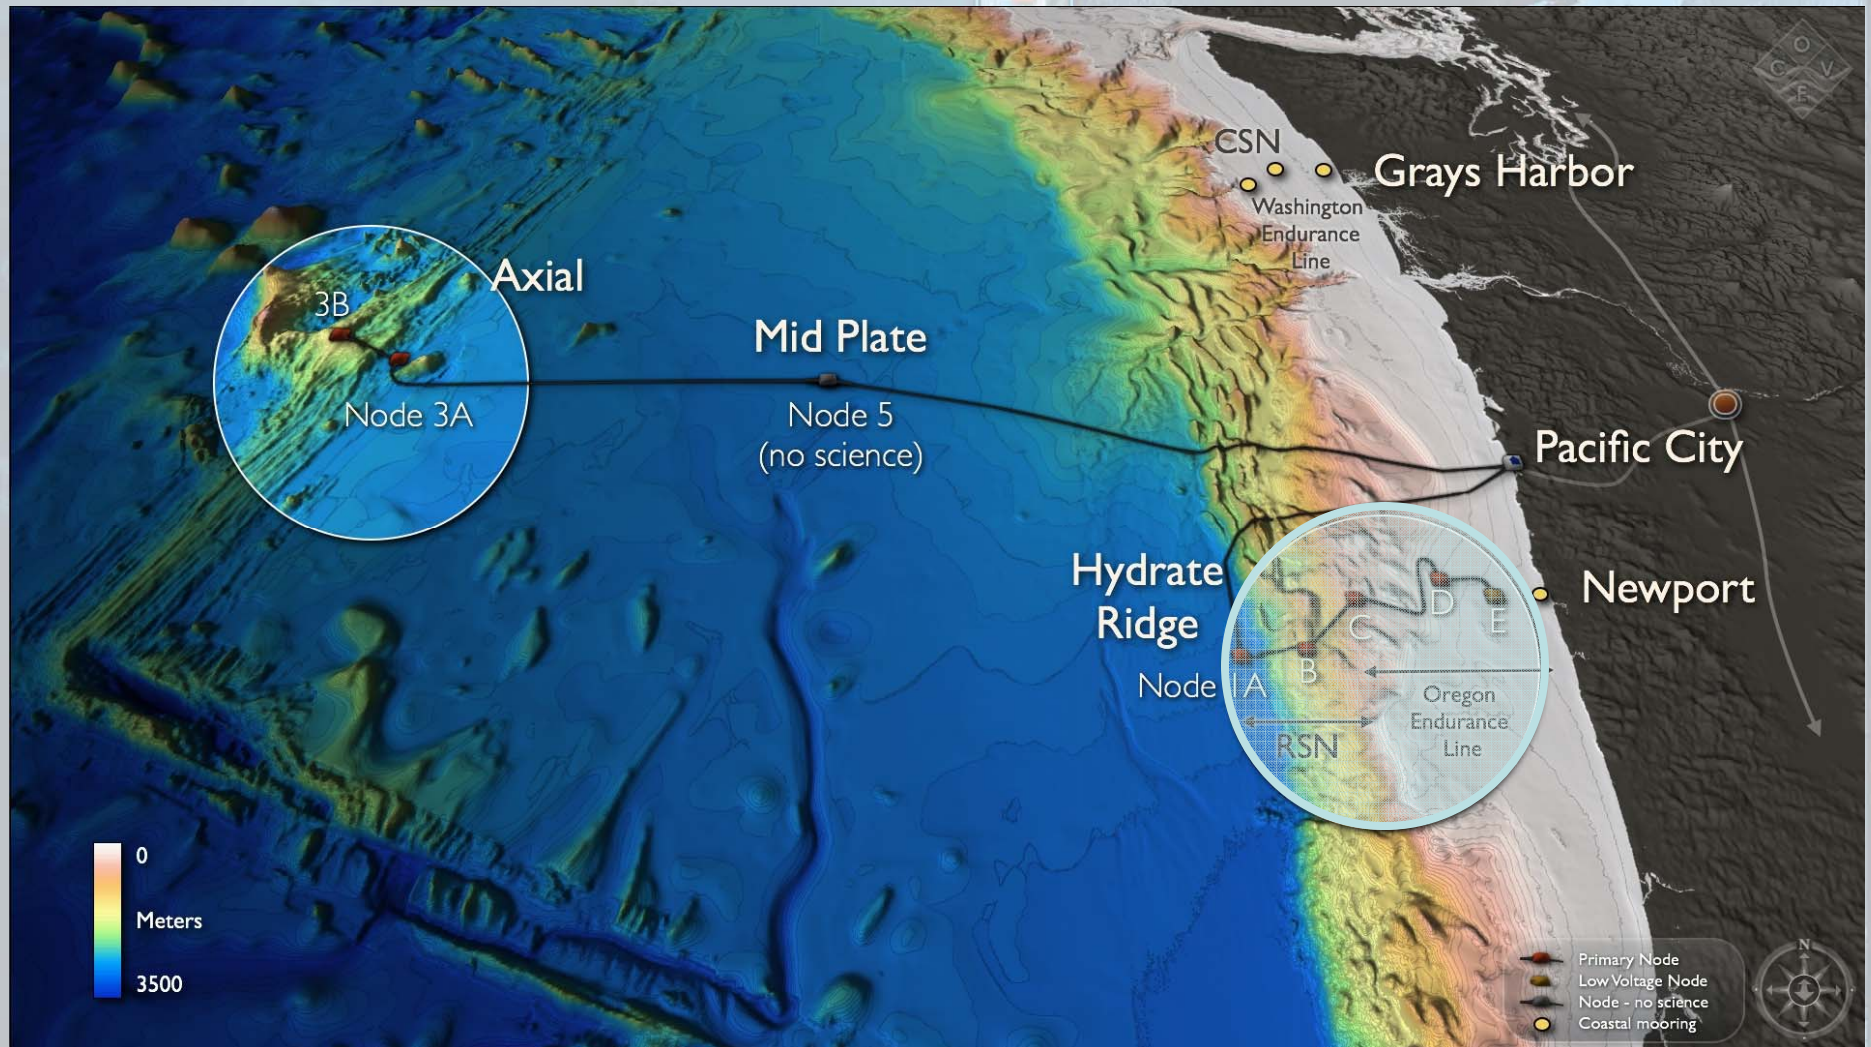 O
C V
E
CSN
Grays Harbor
Washington
Endurance
Line
Axial
3B
Mid Plate
Node 3A
Node 5
(no science)
Pacific City
Hydrate
Ridge
Newport
D
E
C
B
Node 1A
Oregon
Endurance
Line
RSN
0
Meters
3500
N
Primary Node
Low Voltage Node
Node - no science
Coastal mooring